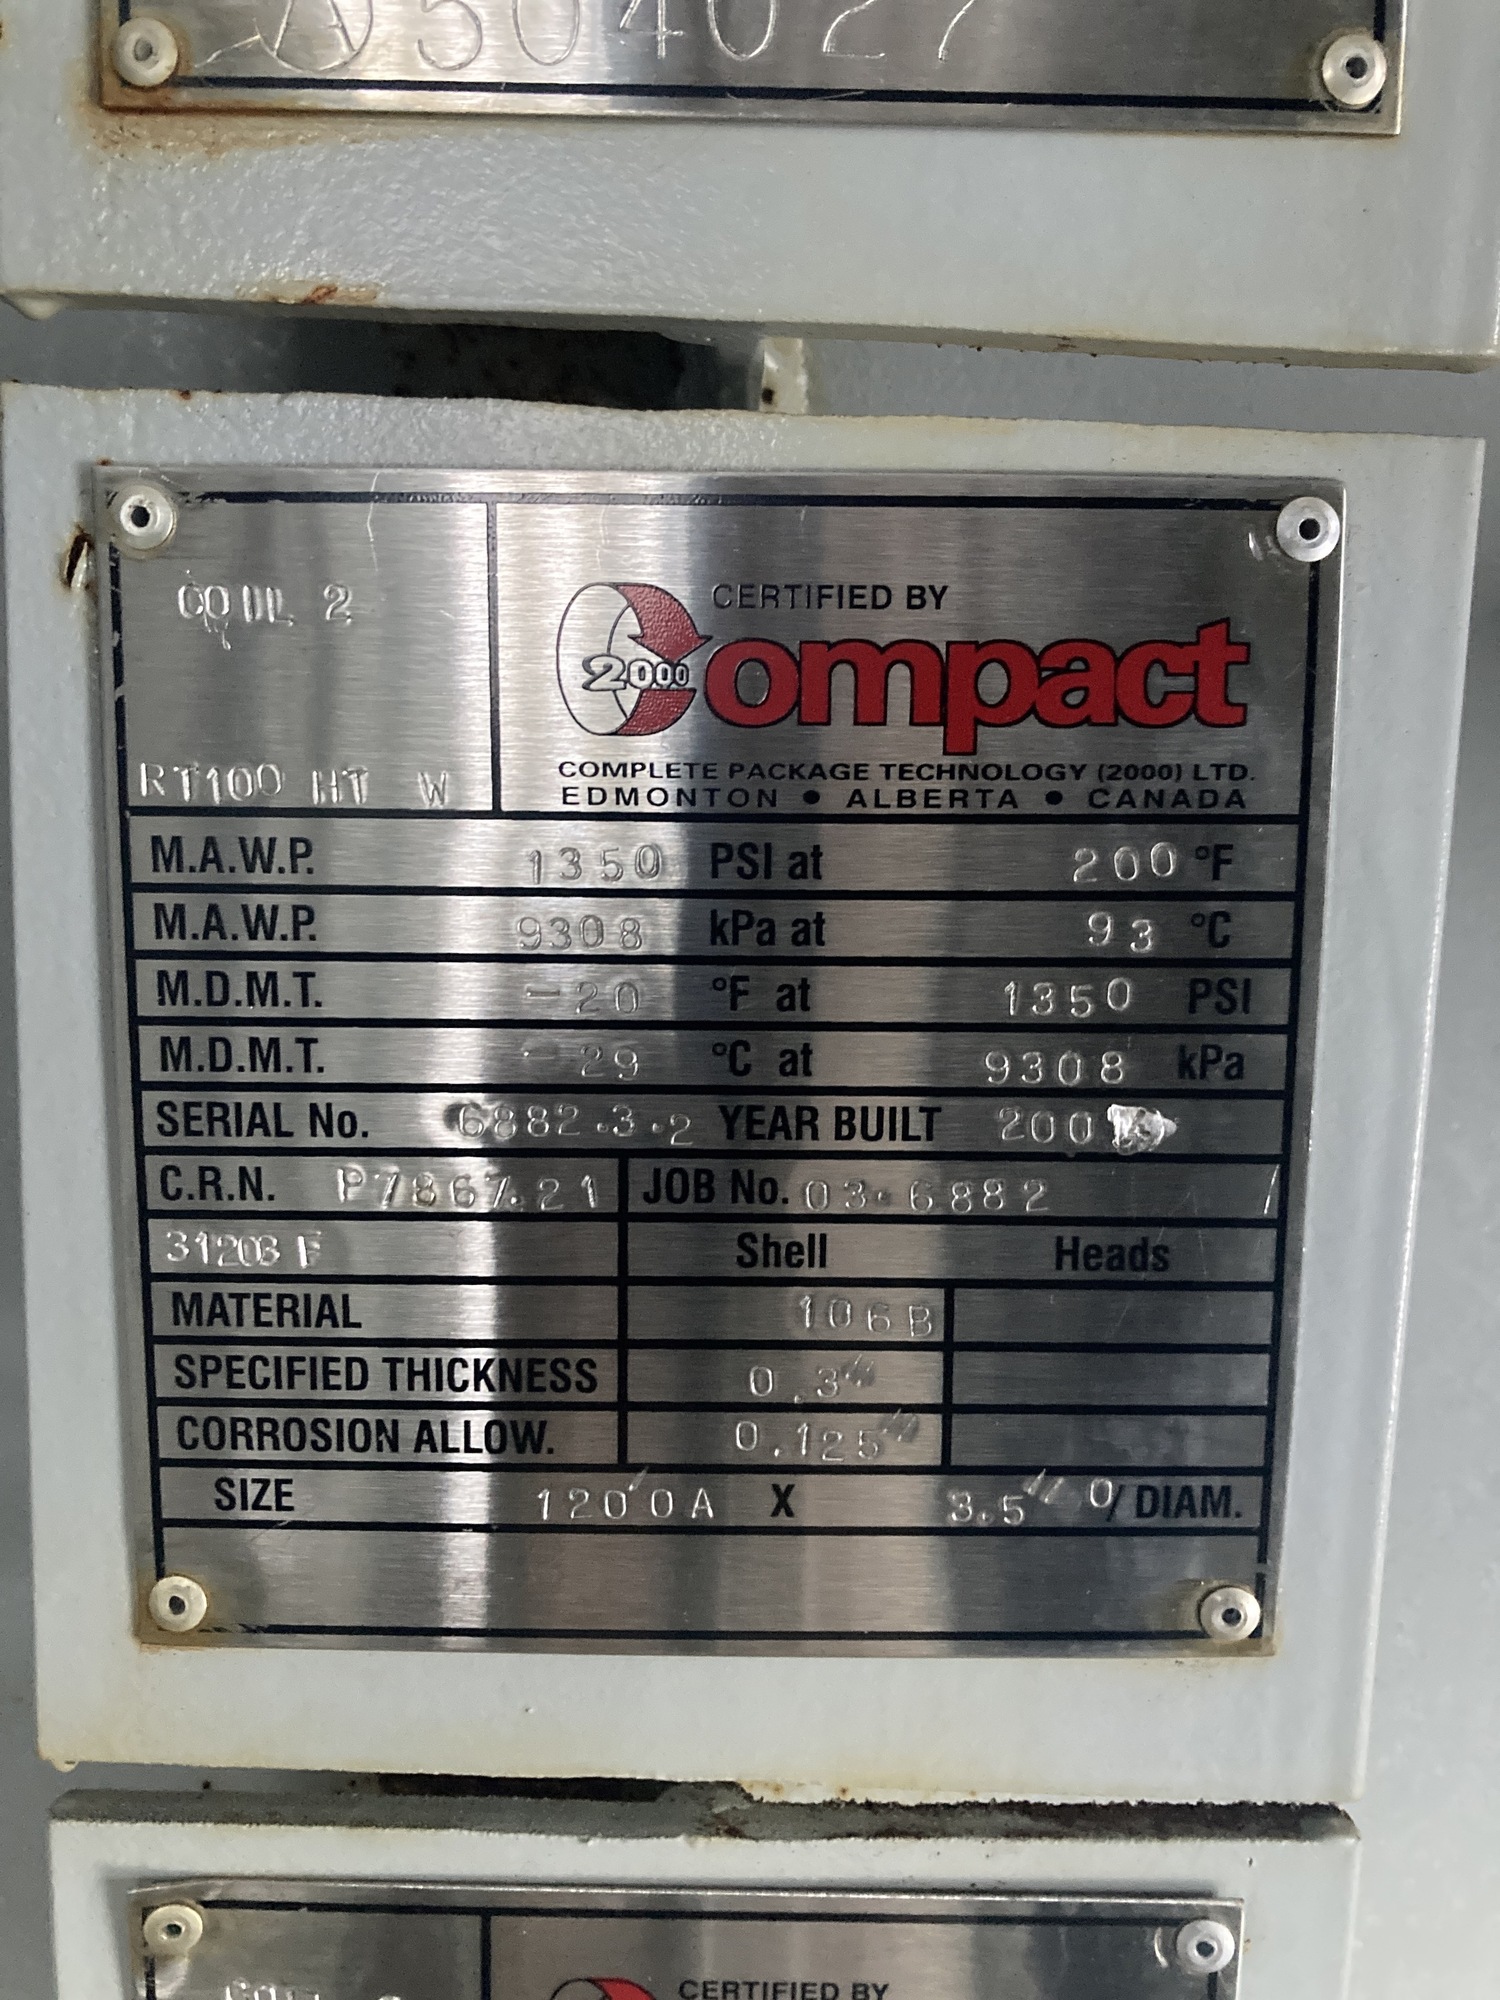 A504027
COIL 2
CERTIFIED BY
2000 Compact
COMPLETE PACKAGE TECHNOLOGY (2000) LTD.
EDMONTON • ALBERTA • CANADA
RT100 HT W
M.A.W.P. 1350 PSI at 200 °F
M.A.W.P. 9308 kPa at 93 °C
M.D.M.T. -20 °F at 1350 PSI
M.D.M.T. -29 °C at 9308 kPa
SERIAL No. 6882.3.2 YEAR BUILT
C.R.N. P7867.21 JOB No. 03-6882
Shell Heads
MATERIAL 106B
SPECIFIED THICKNESS 0.3"
CORROSION ALLOW. 0.125"
SIZE 120'0A X 3.5" O/DIAM.
CERTIFIED BY